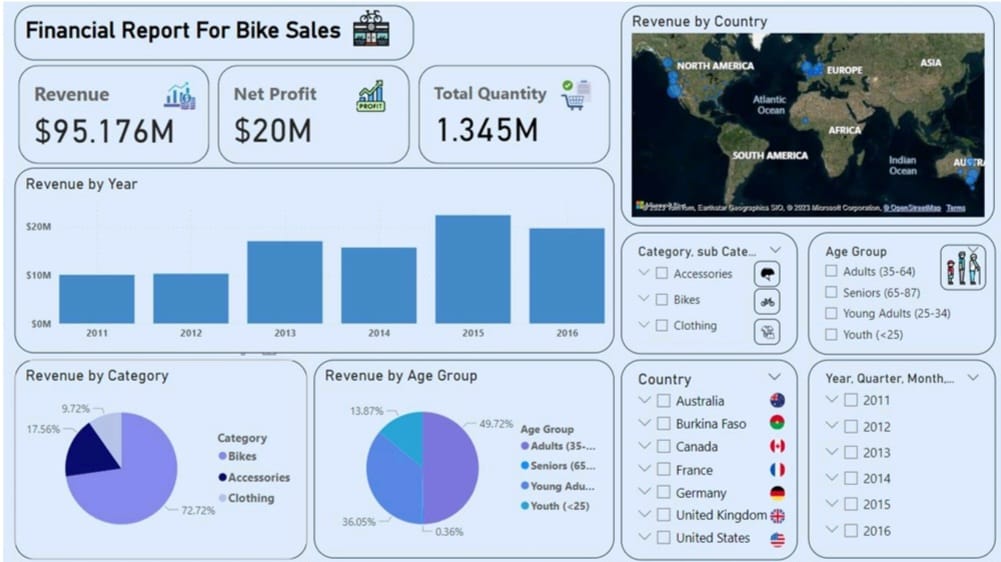 Financial Report For Bike Sales
Revenue
$95.176M
Net Profit
$20M
PROFIT
Total Quantity
1.345M
Revenue by Country
NORTH AMERICA
EUROPE
ASIA
Atlantic
Ocean
AFRICA
SOUTH AMERICA
Indian
Ocean
AUSTRA
© 2023 TomTom, Earthstar Geographics SIO, © 2023 Microsoft Corporation, © OpenStreetMap Terms
Revenue by Year
$20M
$10M
$0M
2011
2012
2013
2014
2015
2016
Category, sub Cate...
Accessories
Bikes
Clothing
Age Group
Adults (35-64)
Seniors (65-87)
Young Adults (25-34)
Youth (<25)
Revenue by Category
9.72%
17.56%
72.72%
Category
Bikes
Accessories
Clothing
Revenue by Age Group
13.87%
49.72%
36.05%
0.36%
Age Group
Adults (35-...
Seniors (65...
Young Adu...
Youth (<25)
Country
Australia
Burkina Faso
Canada
France
Germany
United Kingdom
United States
Year, Quarter, Month,...
2011
2012
2013
2014
2015
2016